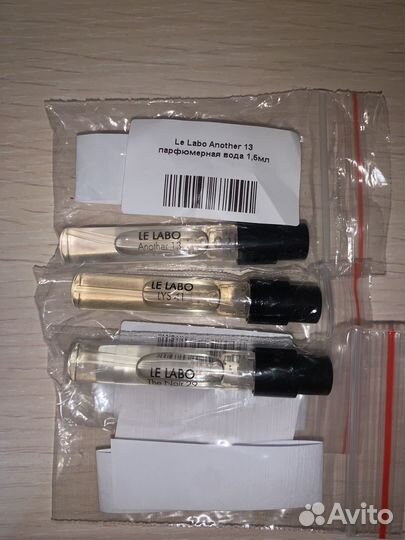 Le Labo Another 13
парфюмерная вода 1,5мл
LE LABO
Another 13
LE LABO
LYS 41
LE LABO
The Noir 29
Avito